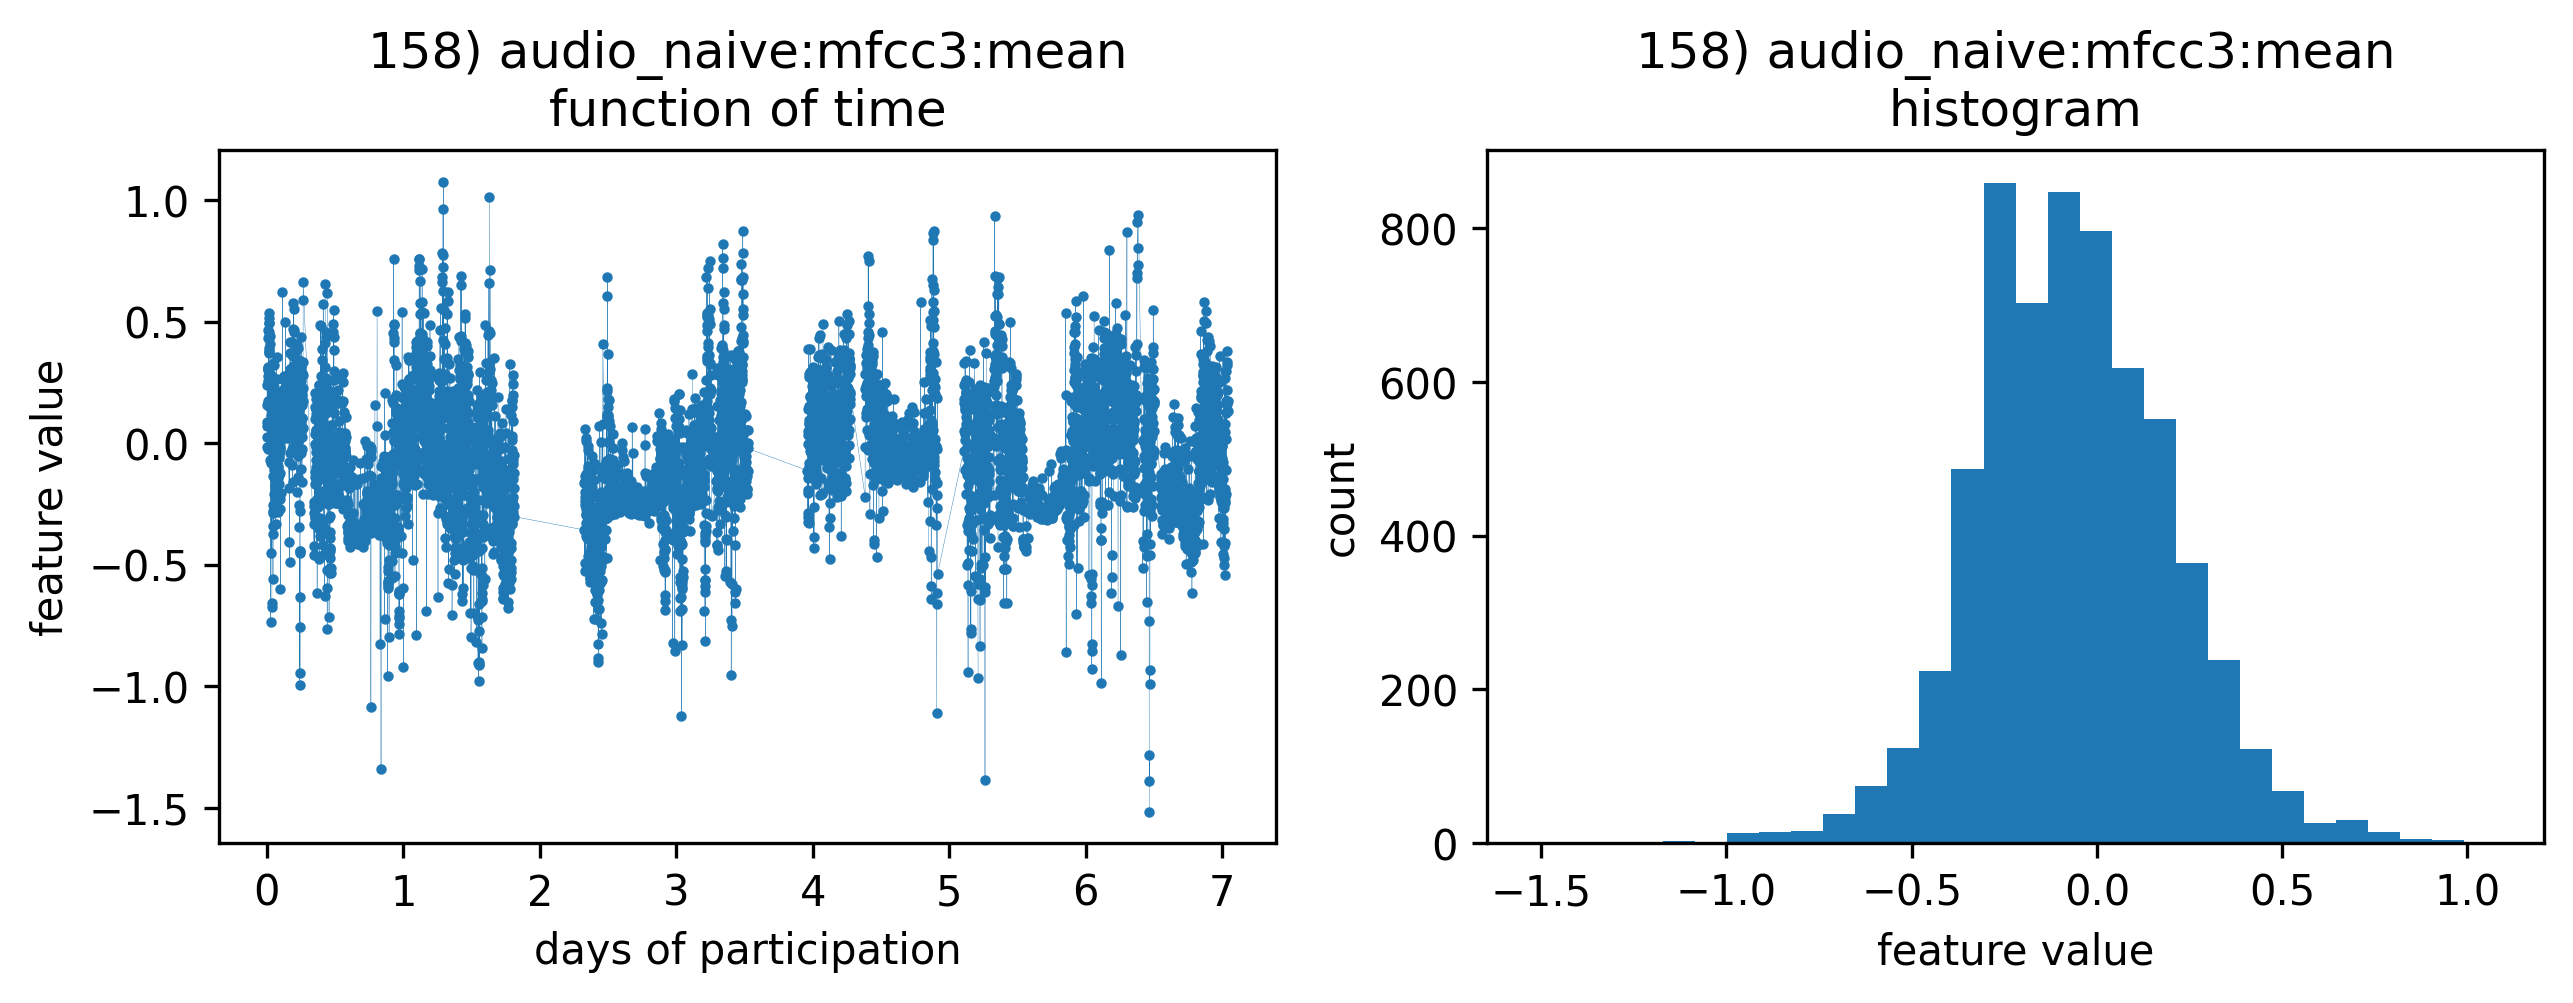 158) audio_naive:mfcc3:mean
function of time
1.0
0.5
0.0
−0.5
−1.0
−1.5
feature value
0 1 2 3 4 5 6 7
days of participation
158) audio_naive:mfcc3:mean
histogram
800
600
400
200
0
count
−1.5 −1.0 −0.5 0.0 0.5 1.0
feature value